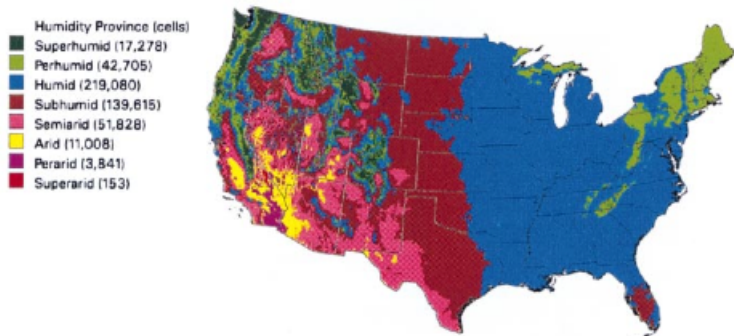 Humidity Province (cells)
Superhumid (17,278)
Perhumid (42,705)
Humid (219,080)
Subhumid (139,615)
Semiarid (51,828)
Arid (11,008)
Perarid (3,841)
Superarid (153)